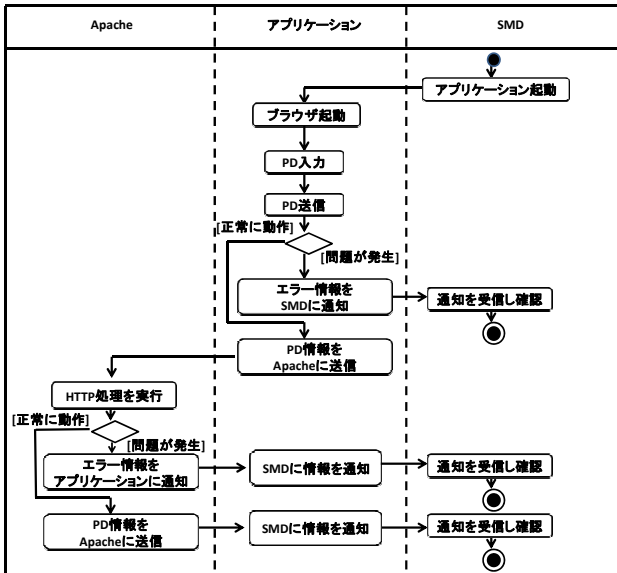 Apache
アプリケーション
SMD
アプリケーション起動
ブラウザ起動
PD入力
PD送信
[正常に動作]
[問題が発生]
エラー情報を
SMDに通知
通知を受信し確認
PD情報を
Apacheに送信
HTTP処理を実行
[正常に動作]
[問題が発生]
エラー情報を
アプリケーションに通知
SMDに情報を通知
通知を受信し確認
PD情報を
Apacheに送信
SMDに情報を通知
通知を受信し確認